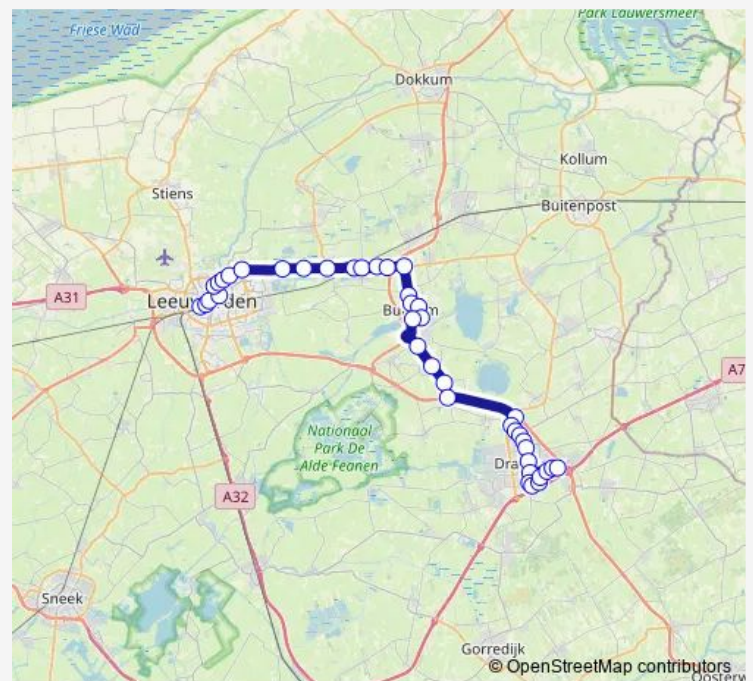 Park Lauwersmeer
Friese Wad
Dokkum
Kollum
Stiens
Buitenpost
A31
A7
Nationaal
Park De
Alde Feanen
A32
Sneek
Gorredijk
© OpenStreetMap contributors